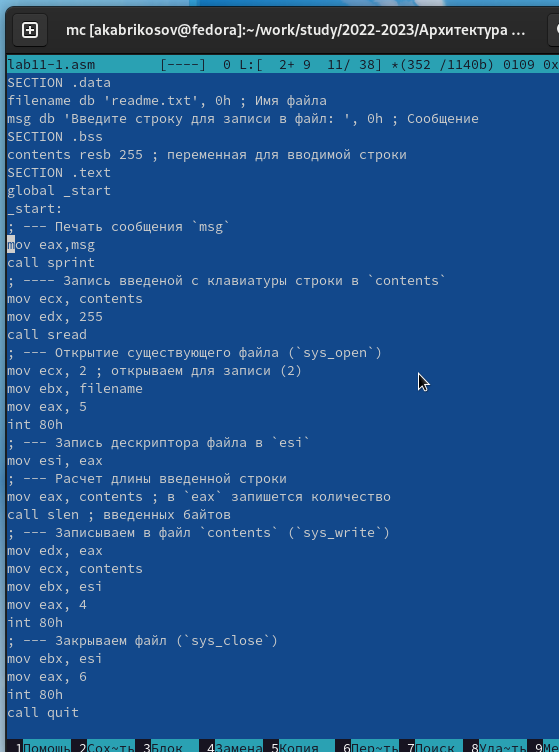 mc [akabrikosov@fedora]:~/work/study/2022-2023/Архитектура ...
lab11-1.asm [----] 0 L:[ 2+ 9 11/ 38] *(352 /1140b) 0109 0x
SECTION .data
filename db 'readme.txt', 0h ; Имя файла
msg db 'Введите строку для записи в файл: ', 0h ; Сообщение
SECTION .bss
contents resb 255 ; переменная для вводимой строки
SECTION .text
global _start
_start:
; --- Печать сообщения `msg`
mov eax,msg
call sprint
; ---- Запись введеной с клавиатуры строки в `contents`
mov ecx, contents
mov edx, 255
call sread
; --- Открытие существующего файла (`sys_open`)
mov ecx, 2 ; открываем для записи (2)
mov ebx, filename
mov eax, 5
int 80h
; --- Запись дескриптора файла в `esi`
mov esi, eax
; --- Расчет длины введенной строки
mov eax, contents ; в `eax` запишется количество
call slen ; введенных байтов
; --- Записываем в файл `contents` (`sys_write`)
mov edx, eax
mov ecx, contents
mov ebx, esi
mov eax, 4
int 80h
; --- Закрываем файл (`sys_close`)
mov ebx, esi
mov eax, 6
int 80h
call quit
1Помощь 2Сох~ть 3Блок 4Замена 5Копия 6Пер~ть 7Поиск 8Уда~ть 9Ме